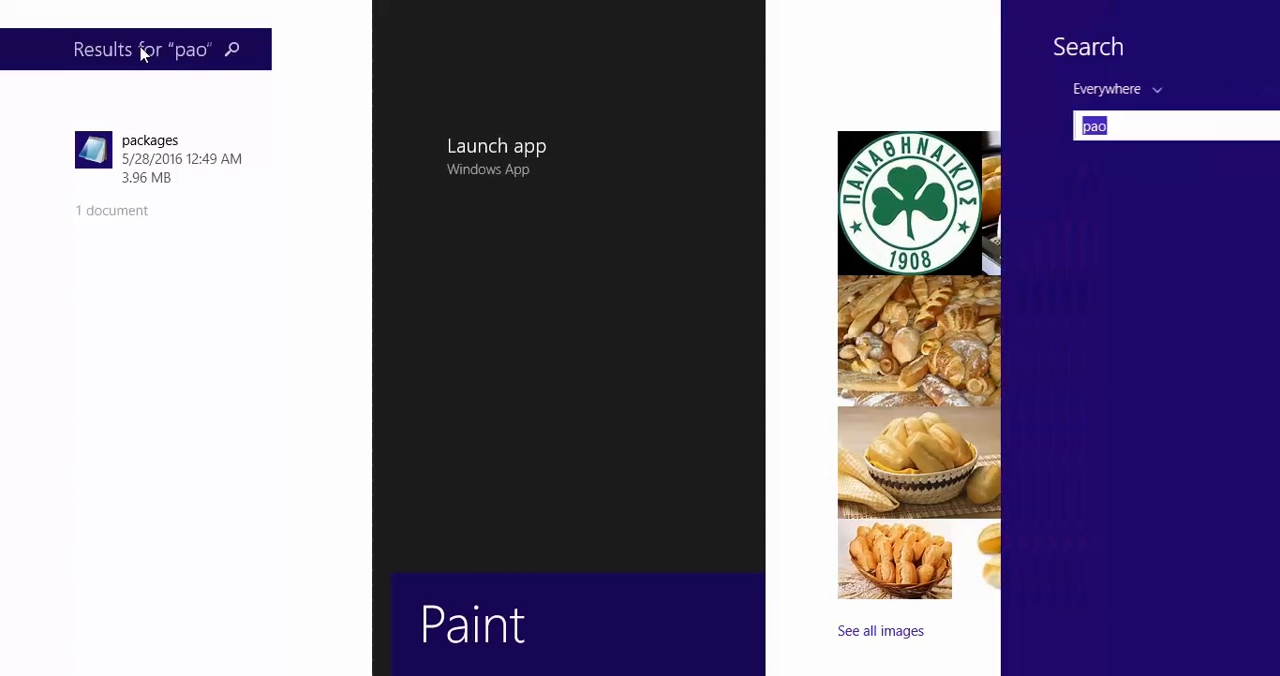 Results for “pao”
packages
5/28/2016 12:49 AM
3.96 MB
1 document
Launch app
Windows App
Paint
ΠΑΝΑΘΗΝΑΙΚΟΣ
1908
See all images
Search
Everywhere
pao